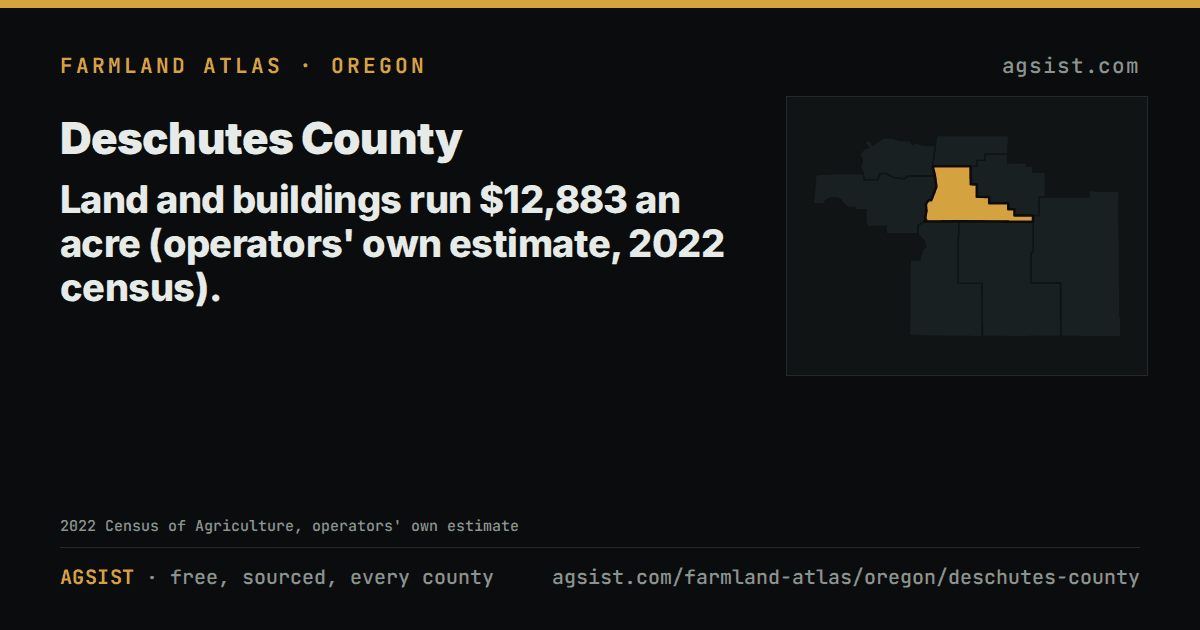 FARMLAND ATLAS · OREGON
agsist.com
Deschutes County
Land and buildings run $12,883 an
acre (operators' own estimate, 2022
census).
2022 Census of Agriculture, operators' own estimate
AGSIST · free, sourced, every county
agsist.com/farmland-atlas/oregon/deschutes-county